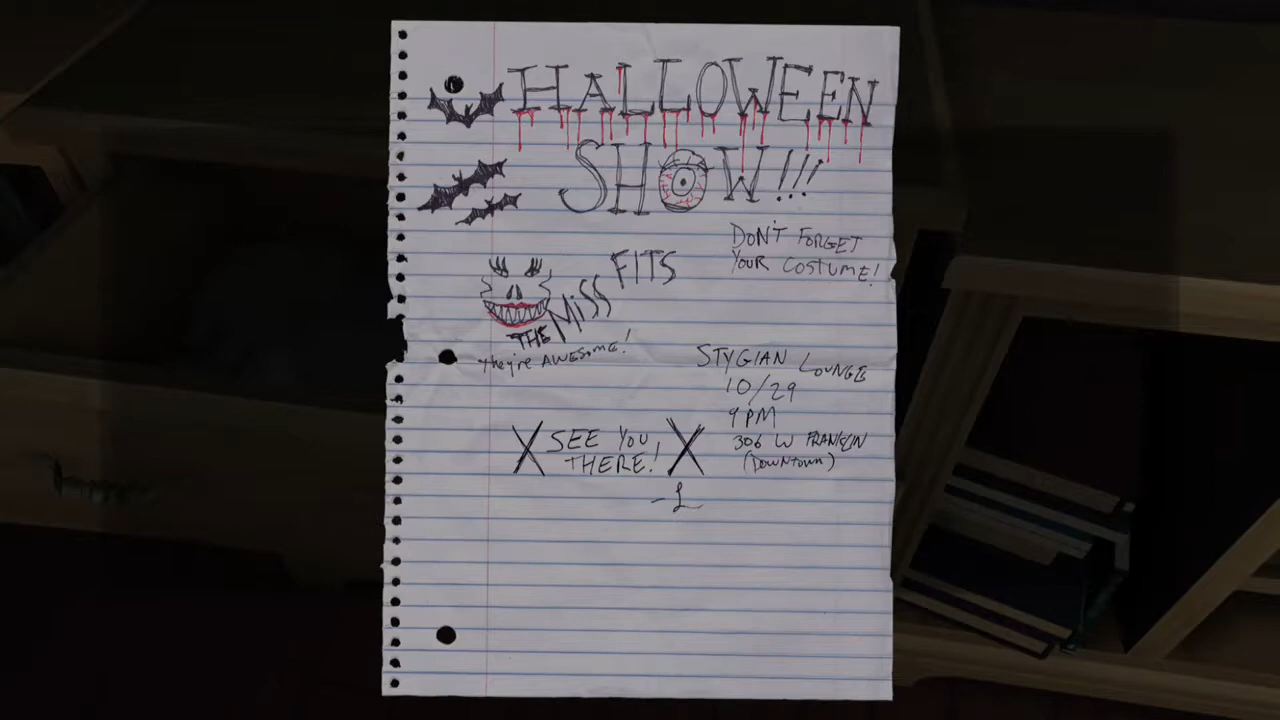 HALLOWEEN
SHOW!!!
DON'T FORGET
YOUR COSTUME!
THE MISS FITS
They're AWESOME!
STYGIAN LOUNGE
10/29
9PM
306 W FRANKLIN
(DOWNTOWN)
X SEE YOU X
THERE!
-L